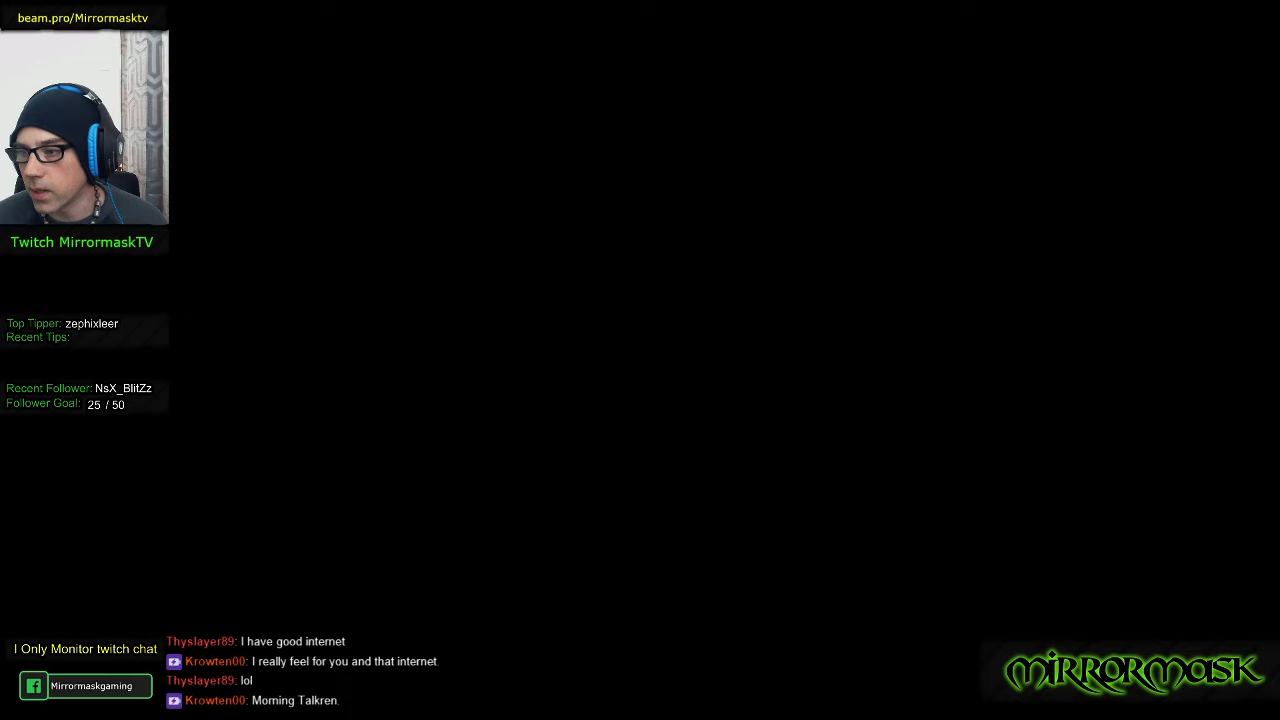 beam.pro/Mirrormasktv
Twitch MirrormaskTV
Top Tipper: zephixleer
Recent Tips:
Recent Follower: NsX_BlitZz
Follower Goal: 25 / 50
I Only Monitor twitch chat
Mirrormaskgaming
Thyslayer89: I have good internet
Krowten00: I really feel for you and that internet.
Thyslayer89: lol
Krowten00: Morning Talkren.
MIRRORMASK